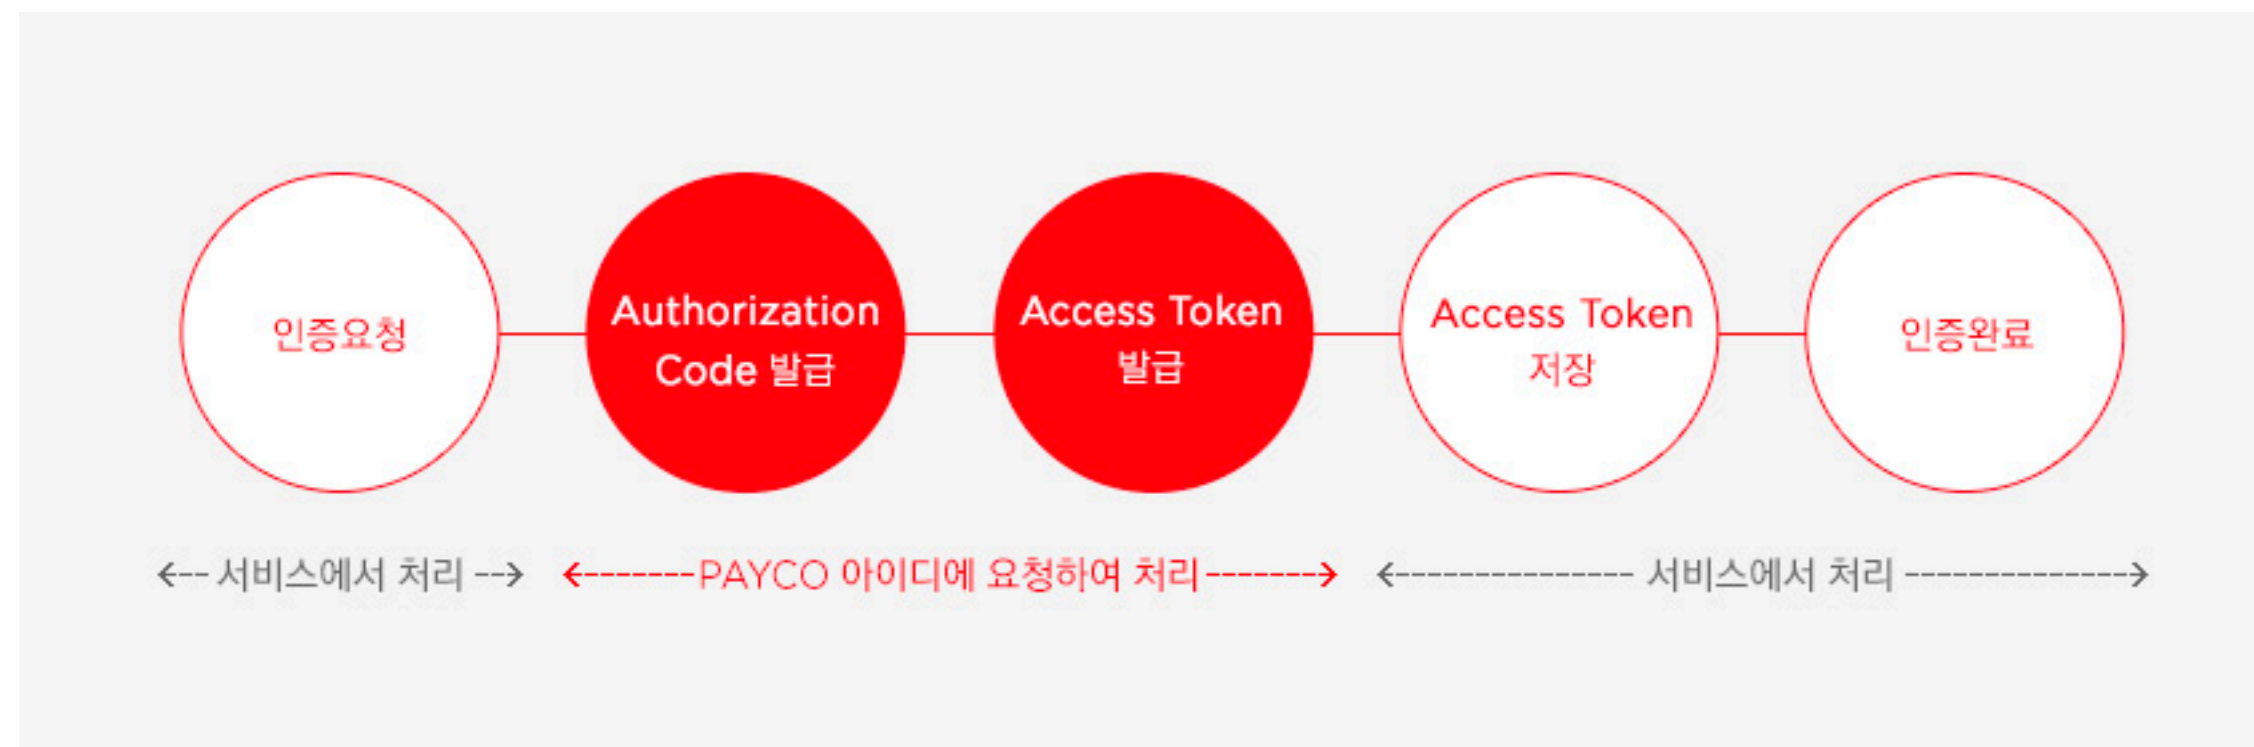 인증요청
Authorization
Code 발급
Access Token
발급
Access Token
저장
인증완료
서비스에서 처리
PAYCO 아이디에 요청하여 처리
서비스에서 처리